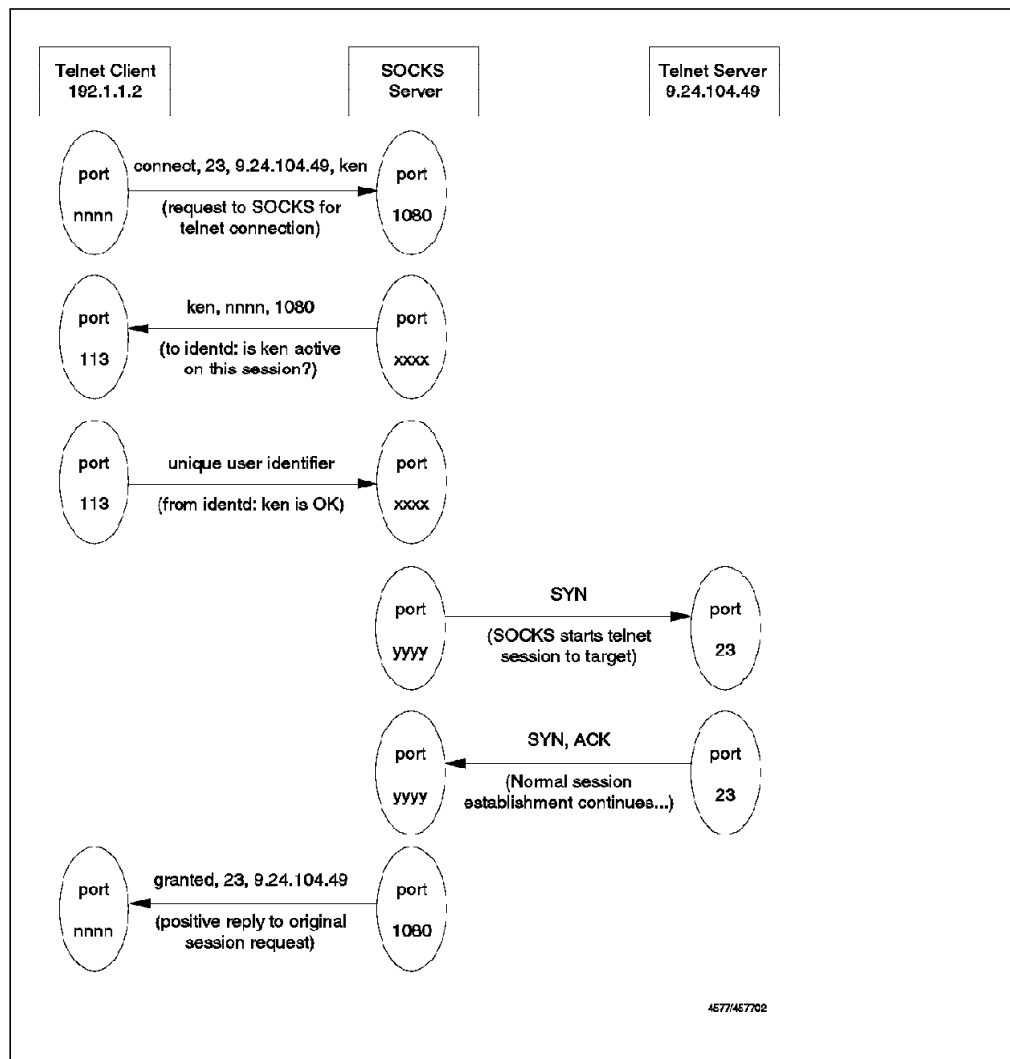 Telnet Client
192.1.1.2
SOCKS
Server
Telnet Server
9.24.104.49
port
nnnn
connect, 23, 9.24.104.49, ken
(request to SOCKS for
telnet connection)
port
1080
port
113
ken, nnnn, 1080
(to identd: is ken active
on this session?)
port
xxxx
port
113
unique user identifier
(from identd: ken is OK)
port
xxxx
port
yyyy
SYN
(SOCKS starts telnet
session to target)
port
23
port
yyyy
SYN, ACK
(Normal session
establishment continues...)
port
23
port
nnnn
granted, 23, 9.24.104.49
(positive reply to original
session request)
port
1080
4577/457702